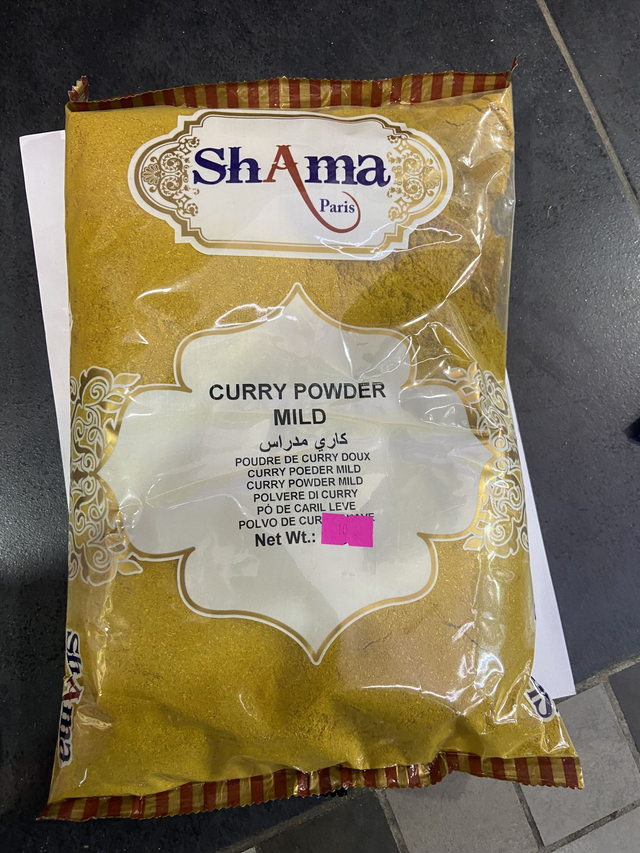 ShAma
Paris
CURRY POWDER
MILD
كاري مدراس
POUDRE DE CURRY DOUX
CURRY POEDER MILD
CURRY POWDER MILD
POLVERE DI CURRY
PÓ DE CARIL LEVE
POLVO DE
Net Wt.:
10
ShAma